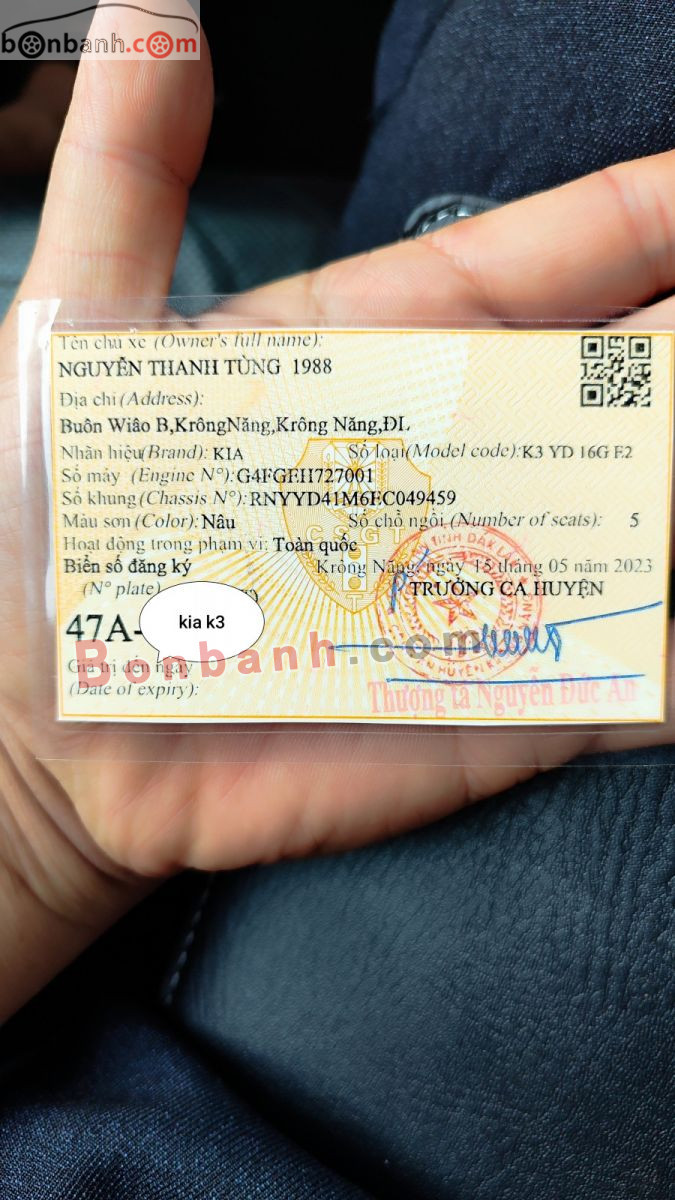 bonbanh.com
Tên chủ xe (Owner's full name):
NGUYỄN THANH TÙNG 1988
Địa chỉ (Address):
Buôn Wiâo B,KrôngNăng,Krông Năng,ĐL
Nhãn hiệu(Brand): KIA Số loại(Model code):K3 YD 16G E2
Số máy (Engine N°):G4FGEH727001
Số khung (Chassis N°):RNYYD41M6EC049459
Màu sơn (Color): Nâu Số chỗ ngồi (Number of seats): 5
Hoạt động trong phạm vi: Toàn quốc
Biển số đăng ký Krông Năng, ngày 15 tháng 05 năm 2023
(N° plate) TRƯỞNG CA HUYỆN
47A- kia k3
Bonbanh.com
Giá trị đến ngày
(Date of expiry): Thượng tá Nguyễn Đức An
CSGT